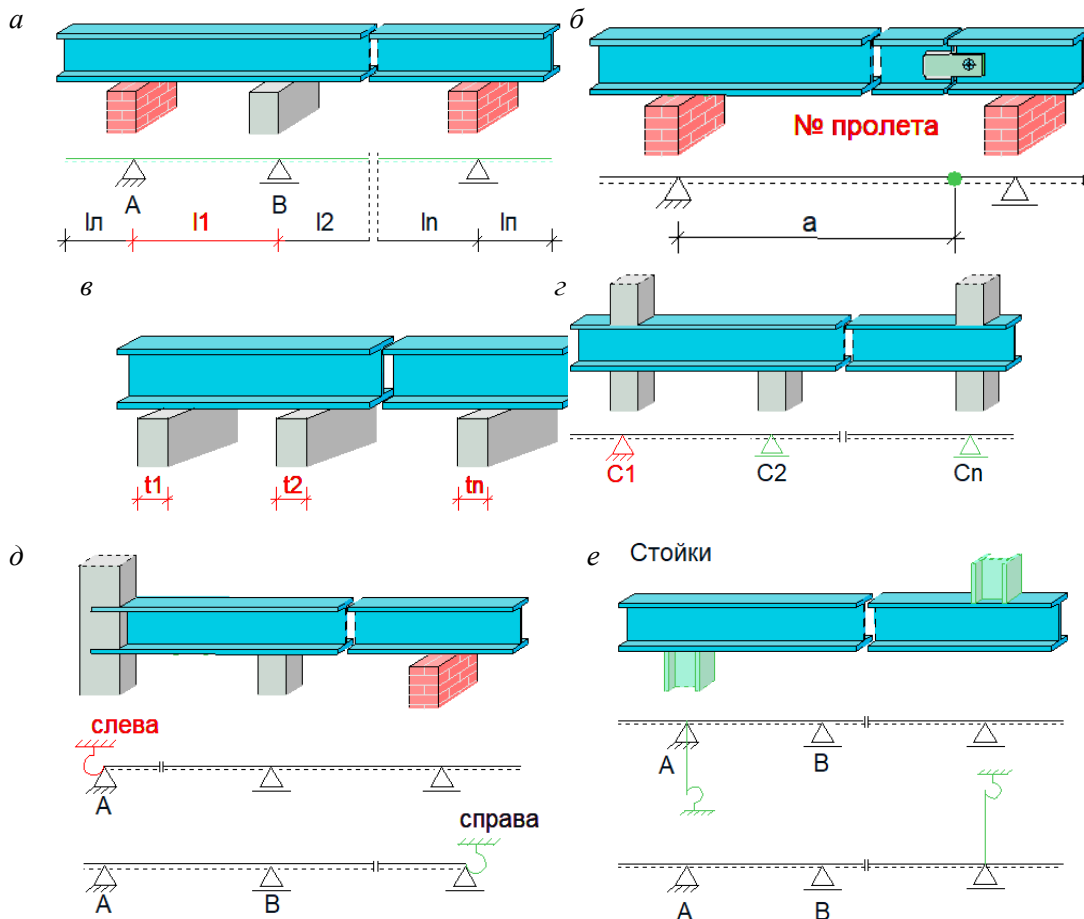 а
A B
lл l1 l2 ln lп
б
№ пролета
a
в
t1 t2 tn
г
C1 C2 Cn
д
слева
A
справа
A B
е Стойки
A B
A B